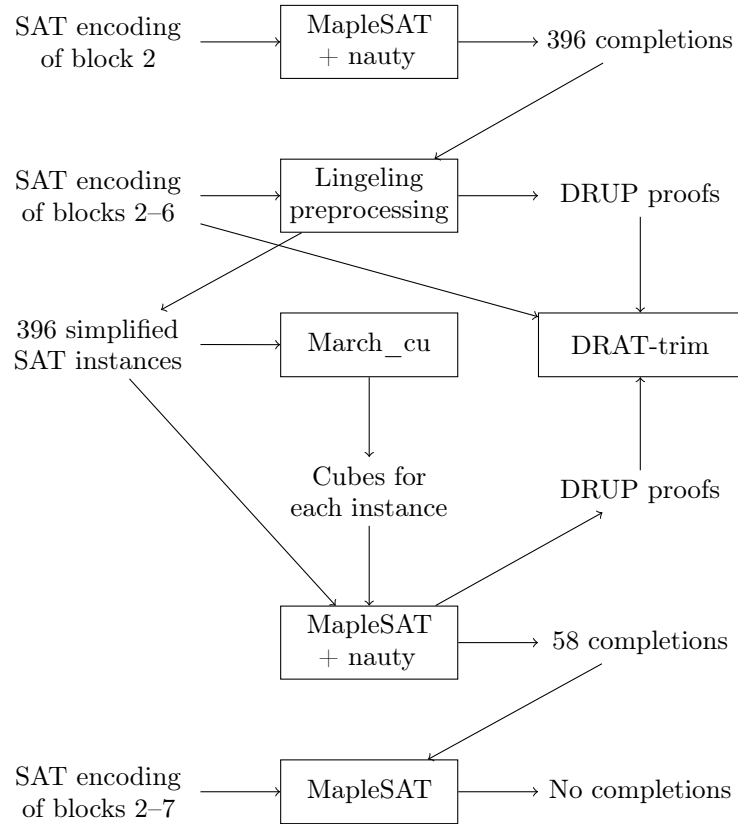 SAT encoding
of block 2
MapleSAT
+ nauty
396 completions
SAT encoding
of blocks 2–6
Lingeling
preprocessing
DRUP proofs
396 simplified
SAT instances
March_cu
DRAT-trim
Cubes for
each instance
DRUP proofs
MapleSAT
+ nauty
58 completions
SAT encoding
of blocks 2–7
MapleSAT
No completions